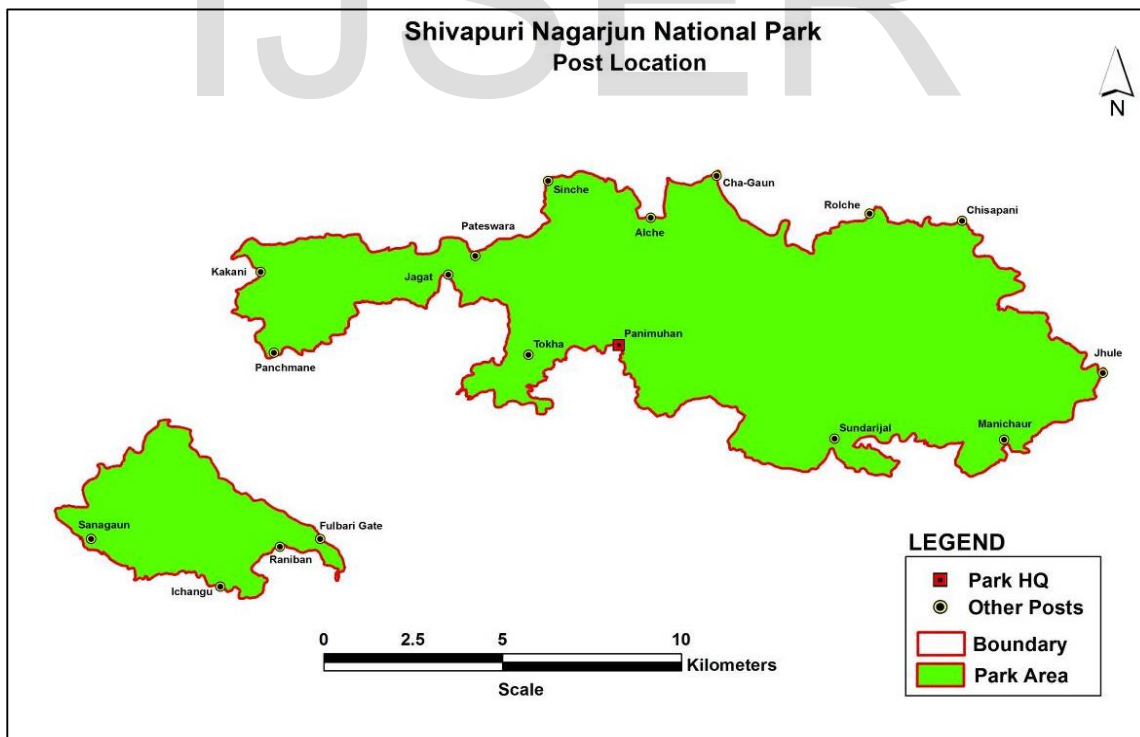 IJSER
Shivapuri Nagarjun National Park
Post Location
N
Sinche
Cha-Gaun
Rolche
Chisapani
Alche
Pateswara
Kakani
Jagat
Panimuhan
Tokha
Panchmane
Jhule
Sundarijal
Manichaur
Sanagaun
Fulbari Gate
Raniban
Ichangu
LEGEND
Park HQ
Other Posts
Boundary
Park Area
0 2.5 5 10
Kilometers
Scale